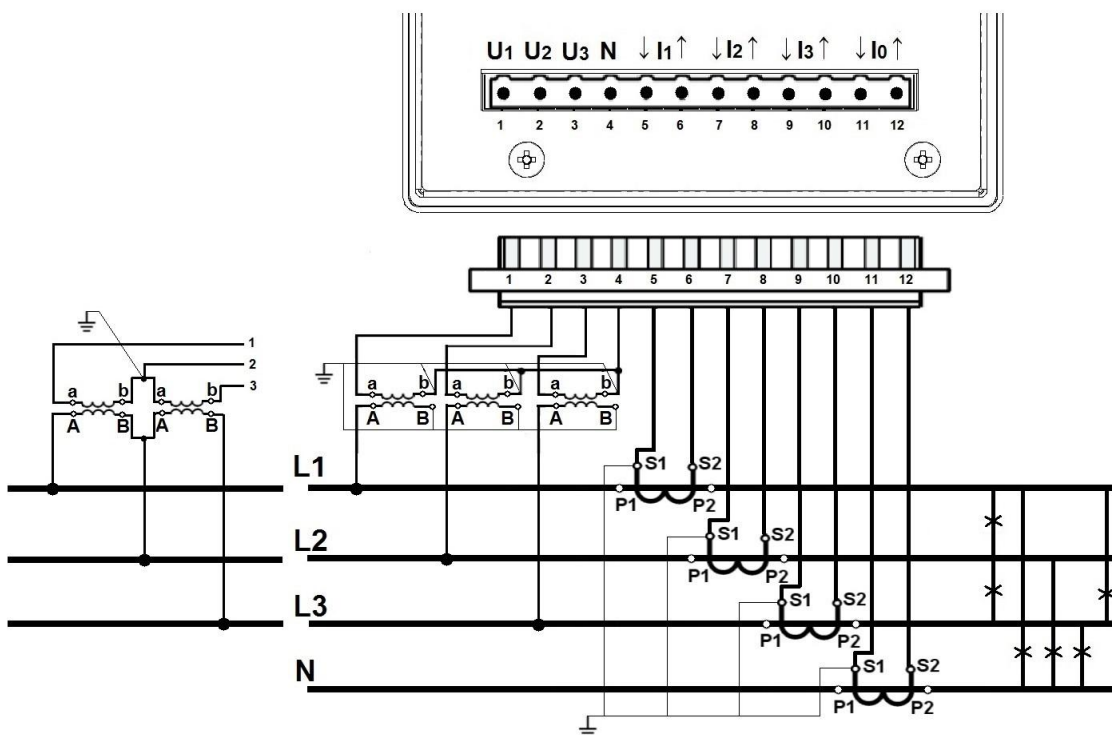 U1 U2 U3 N ↓ I1 ↑ ↓ I2 ↑ ↓ I3 ↑ ↓ I0 ↑
1 2 3 4 5 6 7 8 9 10 11 12
1 2 3 4 5 6 7 8 9 10 11 12
1
2
3
a b a b
A B A B
a b a b a b
A B A B A B
L1
S1 S2
P1 P2
L2
S1 S2
P1 P2
L3
S1 S2
P1 P2
N
S1 S2
P1 P2